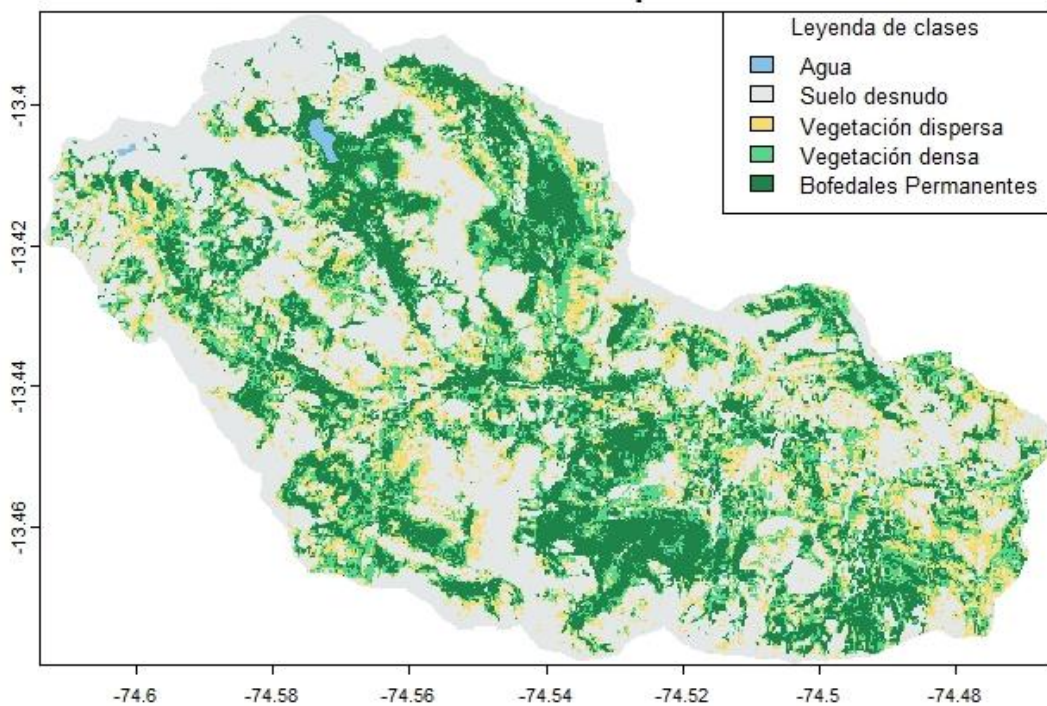 Leyenda de clases
Agua
Suelo desnudo
Vegetación dispersa
Vegetación densa
Bofedales Permanentes
-13.4
-13.42
-13.44
-13.46
-74.6 -74.58 -74.56 -74.54 -74.52 -74.5 -74.48